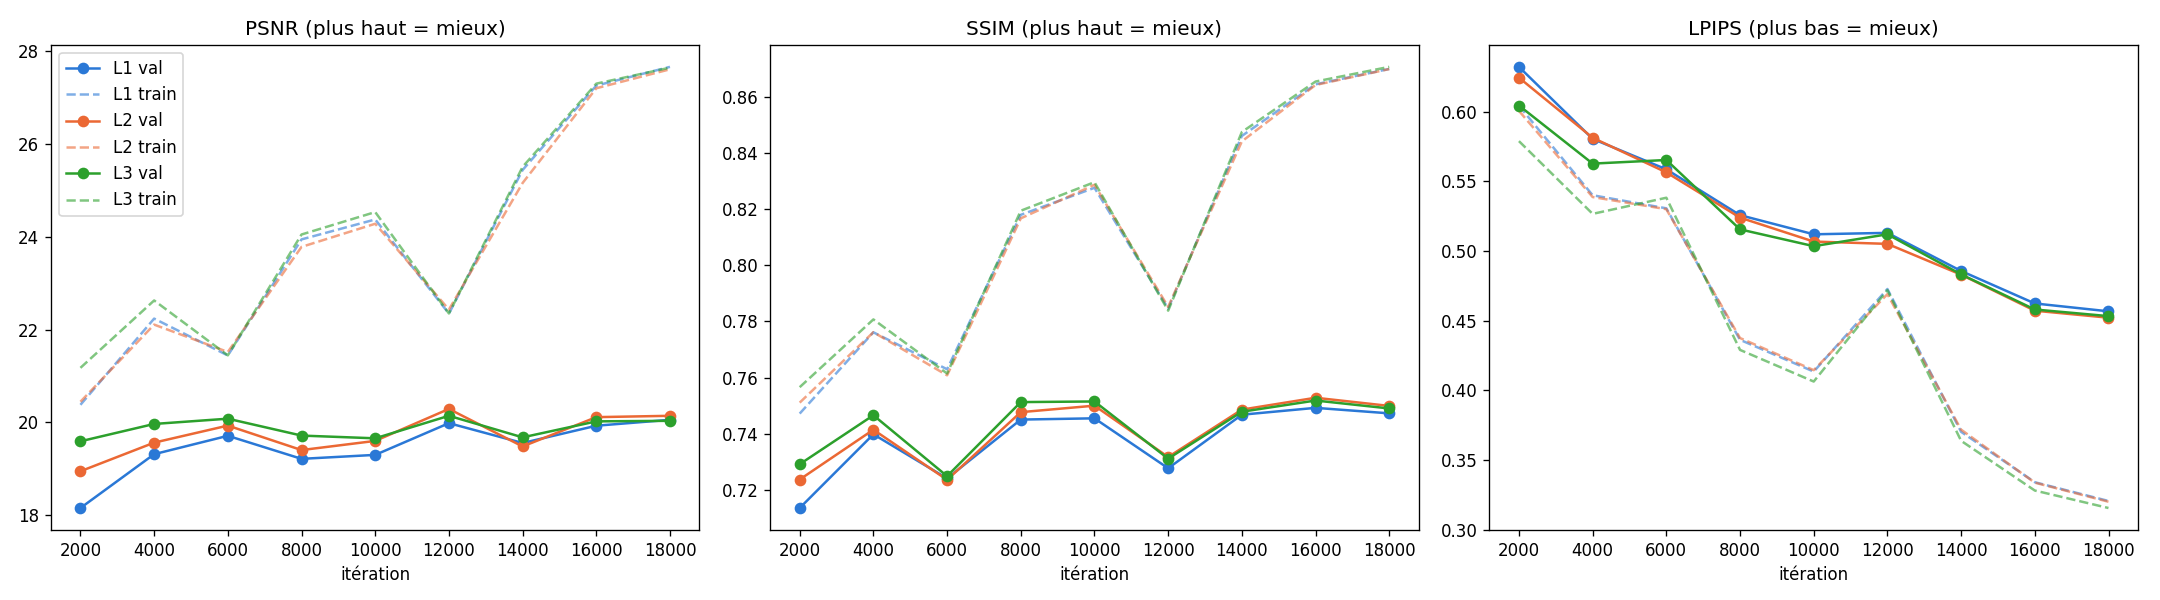 PSNR (plus haut = mieux)
28
26
24
22
20
18
L1 val
L1 train
L2 val
L2 train
L3 val
L3 train
2000 4000 6000 8000 10000 12000 14000 16000 18000
itération
SSIM (plus haut = mieux)
0.86
0.84
0.82
0.80
0.78
0.76
0.74
0.72
2000 4000 6000 8000 10000 12000 14000 16000 18000
itération
LPIPS (plus bas = mieux)
0.60
0.55
0.50
0.45
0.40
0.35
0.30
2000 4000 6000 8000 10000 12000 14000 16000 18000
itération